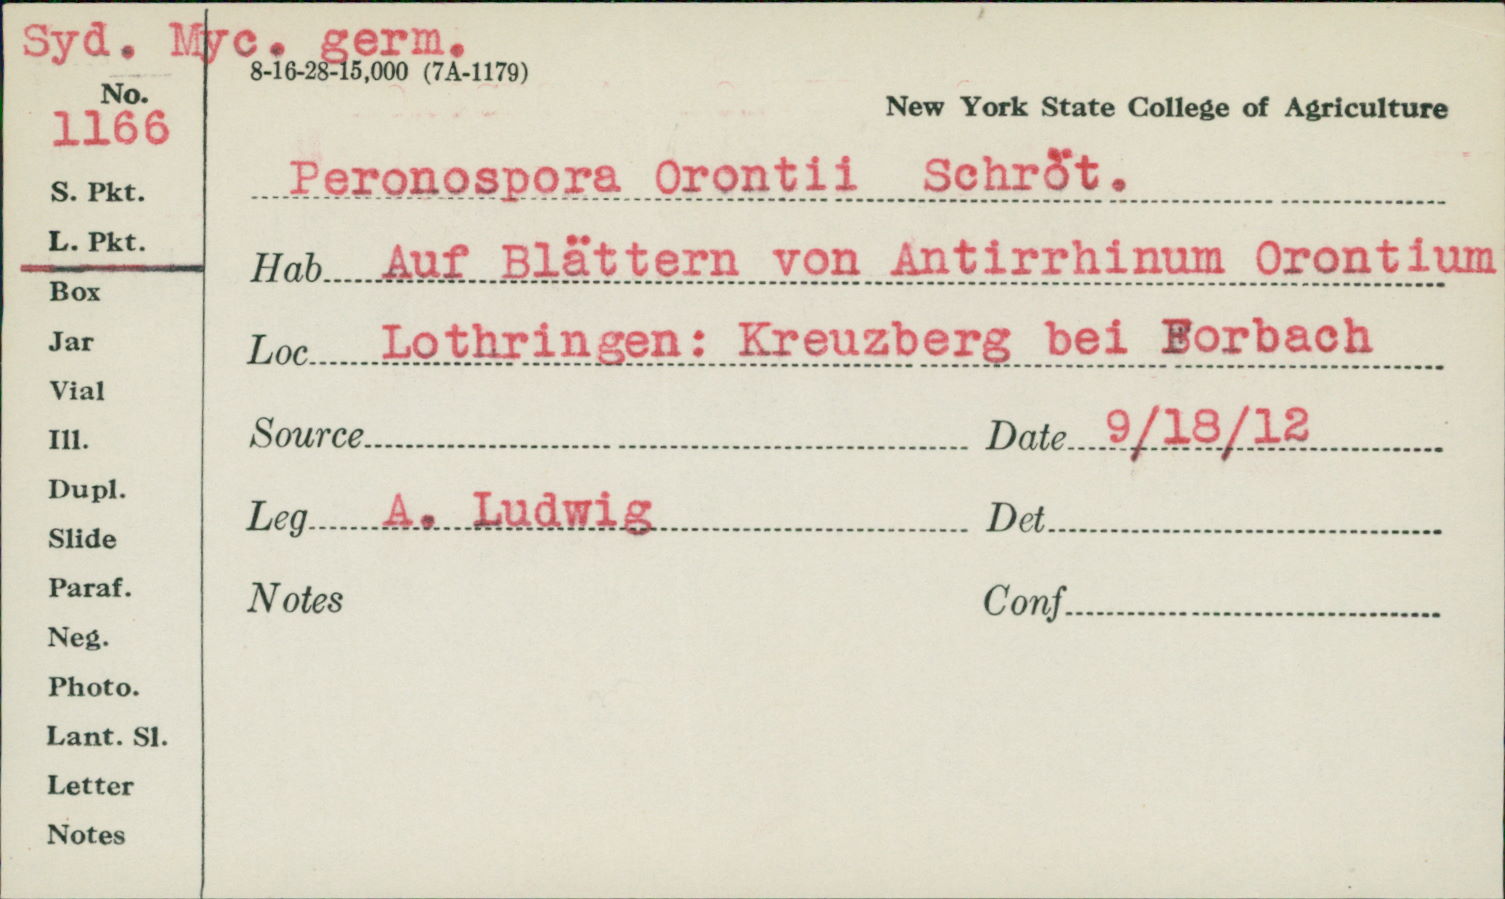 Syd. Myc. germ.
8-16-28-15,000 (7A-1179)
No.
1166
New York State College of Agriculture
S. Pkt.
L. Pkt.
Box
Jar
Vial
Ill.
Dupl.
Slide
Paraf.
Neg.
Photo.
Lant. Sl.
Letter
Notes
Peronospora Orontii Schröt.
Hab. Auf Blättern von Antirrhinum Orontium
Loc. Lothringen: Kreuzberg bei Forbach
Source Date 9/18/12
Leg. A. Ludwig Det.
Notes Conf.